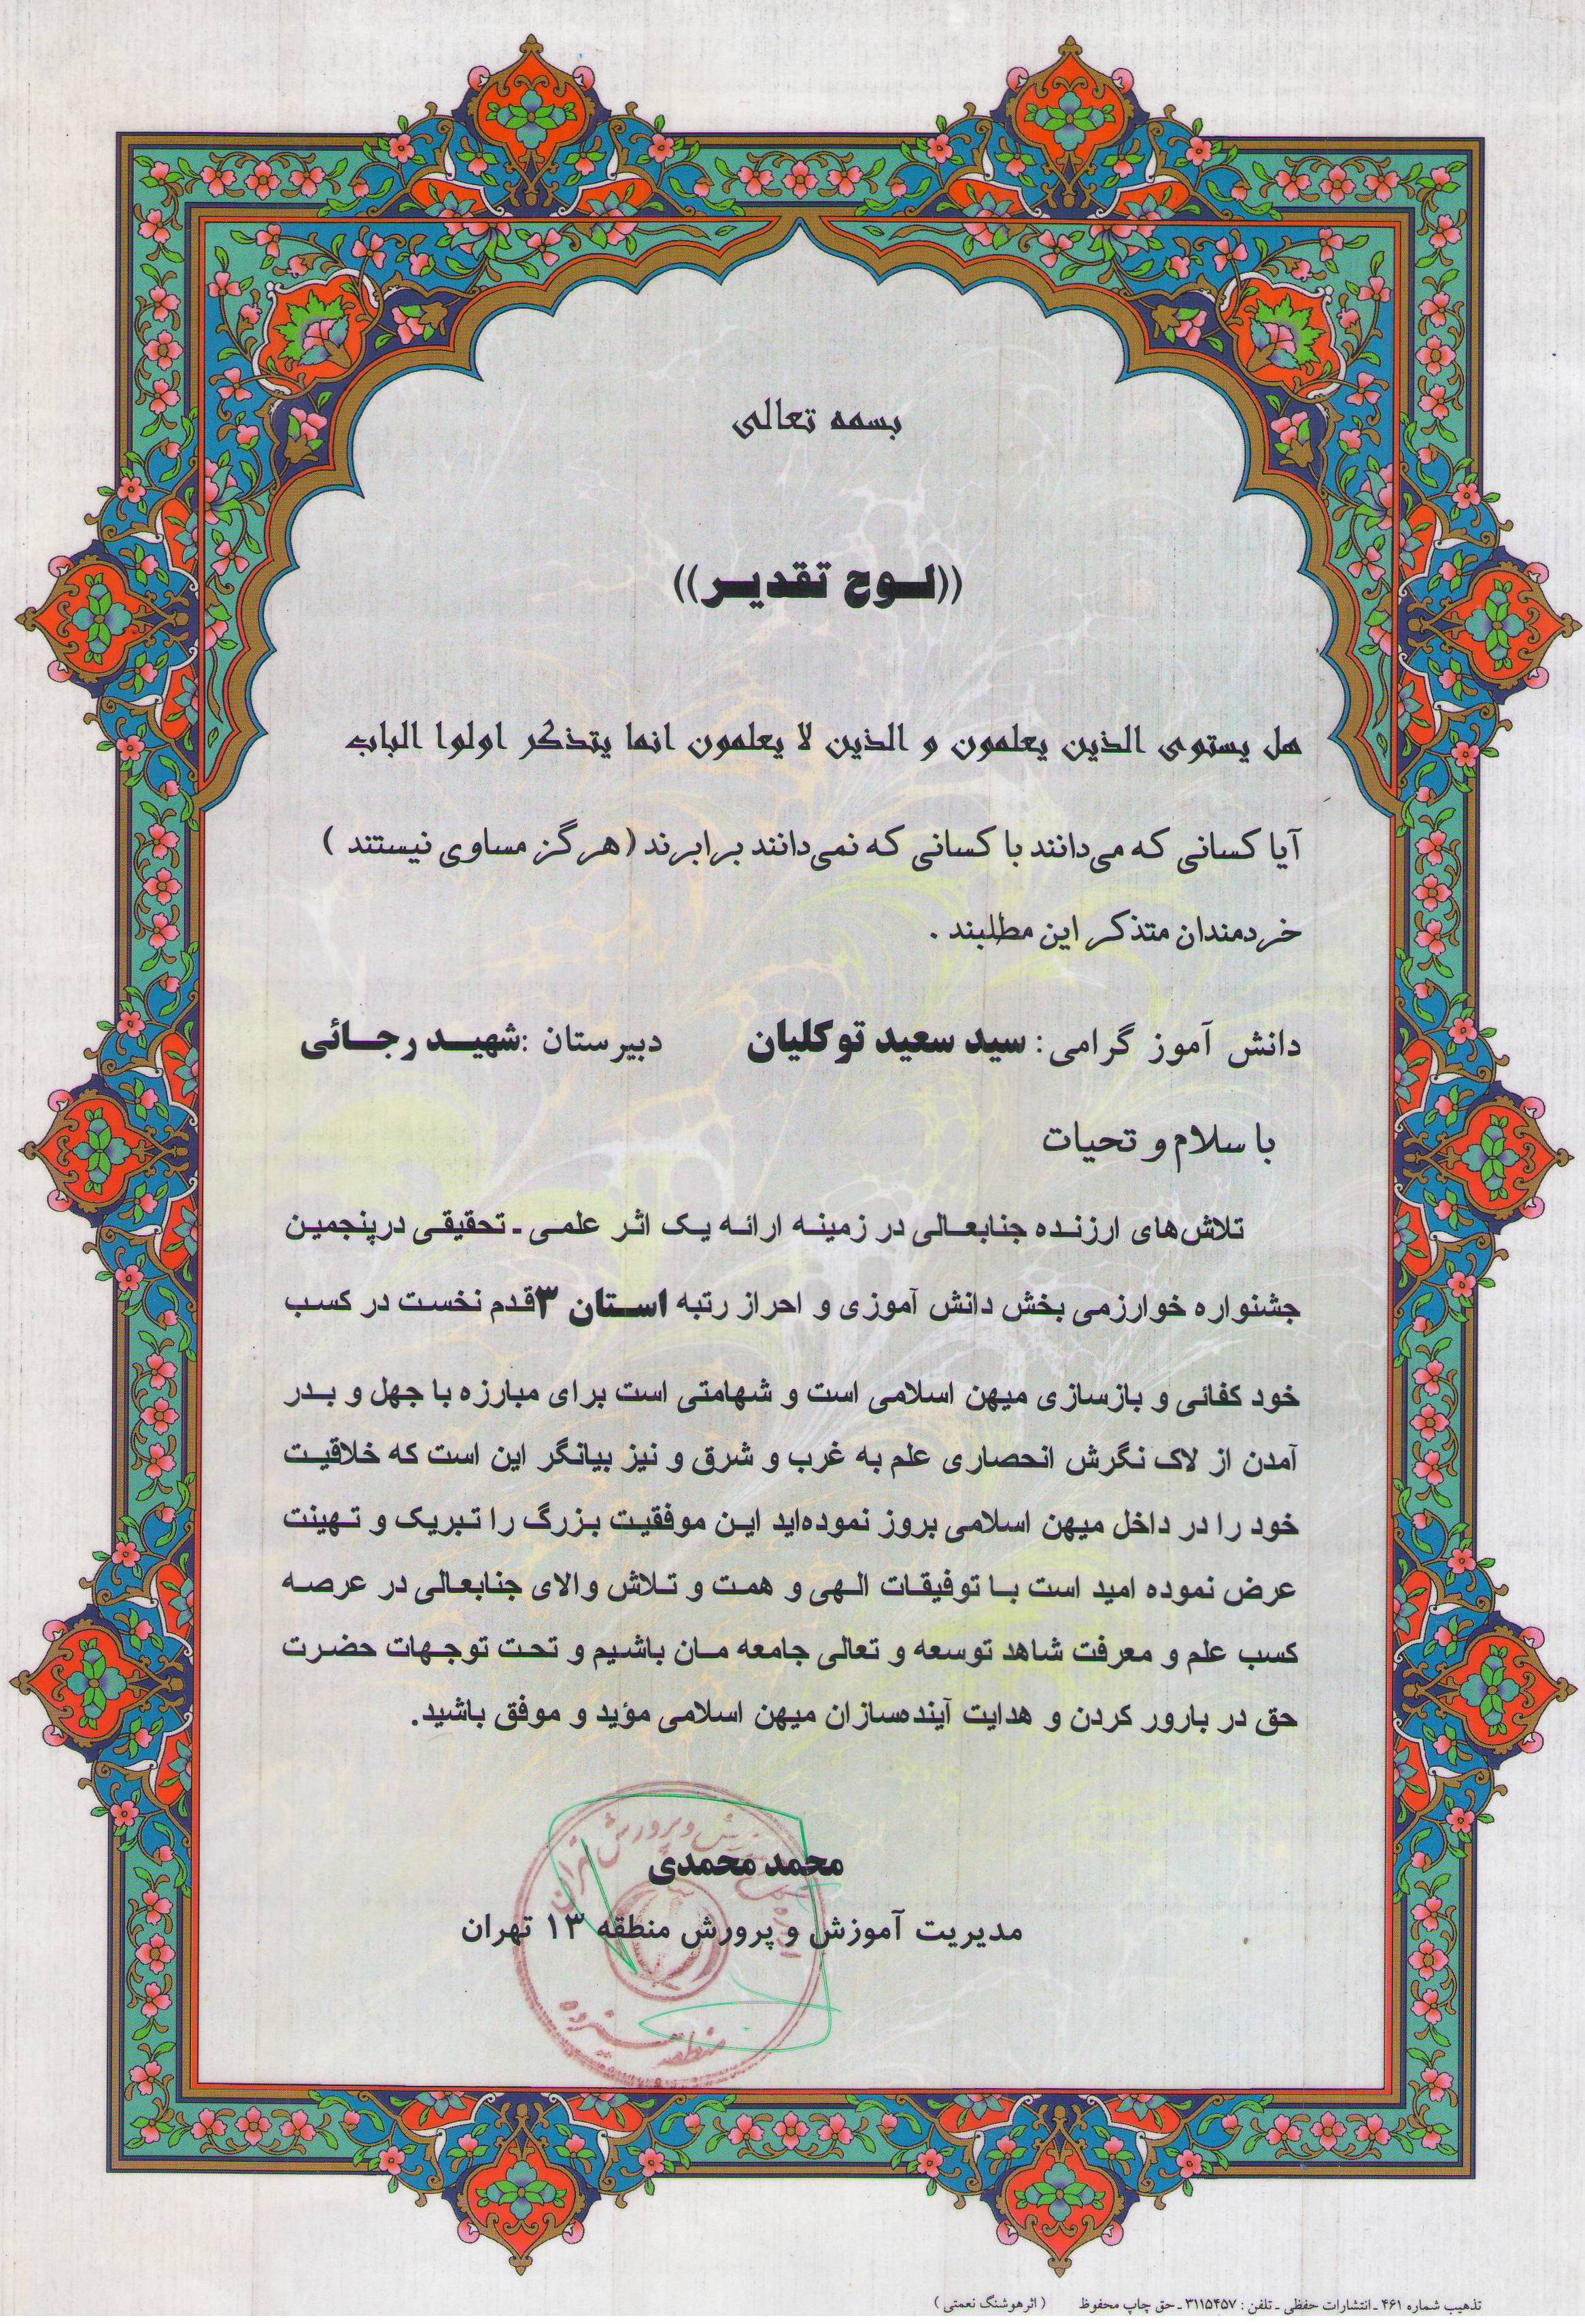 بسمه تعالی
((لوح تقدیر))
هل یستوی الذین یعلمون و الذین لا یعلمون انما یتذکر اولوا الباب
آیا کسانی که می‌دانند با کسانی که نمی‌دانند برابرند (هرگز مساوی نیستند )
خردمندان متذکر این مطلبند .
دانش آموز گرامی: سید سعید توکلیان دبیرستان :شهید رجائی
با سلام و تحیات
تلاش‌های ارزنده جنابعالی در زمینه ارائه یک اثر علمی ـ تحقیقی درپنجمین
جشنواره خوارزمی بخش دانش آموزی و احراز رتبه استان ۳قدم نخست در کسب
خود کفائی و بازسازی میهن اسلامی است و شهامتی است برای مبارزه با جهل و بدر
آمدن از لاک نگرش انحصاری علم به غرب و شرق و نیز بیانگر این است که خلاقیت
خود را در داخل میهن اسلامی بروز نموده‌اید این موفقیت بزرگ را تبریک و تهینت
عرض نموده امید است با توفیقات الهی و همت و تلاش والای جنابعالی در عرصه
کسب علم و معرفت شاهد توسعه و تعالی جامعه مان باشیم و تحت توجهات حضرت
حق در بارور کردن و هدایت آینده‌سازان میهن اسلامی مؤید و موفق باشید.
محمد محمدی
مدیریت آموزش و پرورش منطقه ۱۳ تهران
وپرورش تهران
منطقه سیزده
تذهیب شماره ۴۶۱ ـ انتشارات حفظی ـ تلفن : ۳۱۱۵۴۵۷ ـ حق چاپ محفوظ (اثرهوشنگ نعمتی)